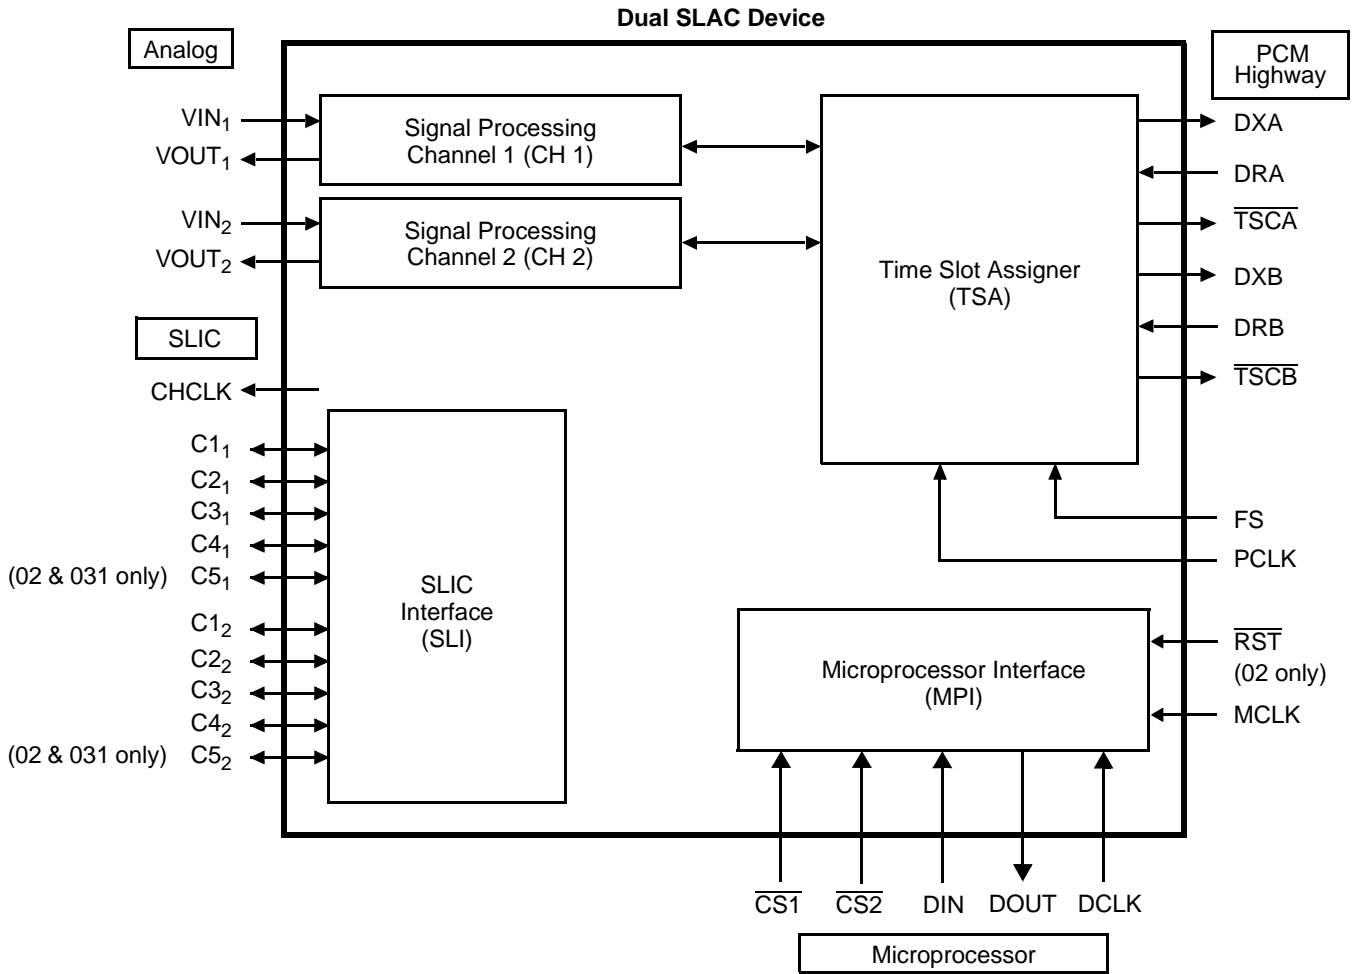 Dual SLAC Device
Analog
PCM
Highway
VIN1
VOUT1
VIN2
VOUT2
Signal Processing
Channel 1 (CH 1)
Signal Processing
Channel 2 (CH 2)
Time Slot Assigner
(TSA)
DXA
DRA
TSCA
DXB
DRB
TSCB
SLIC
CHCLK
C11
C21
C31
C41
(02 & 031 only) C51
C12
C22
C32
C42
(02 & 031 only) C52
SLIC
Interface
(SLI)
FS
PCLK
Microprocessor Interface
(MPI)
RST
(02 only)
MCLK
CS1 CS2 DIN DOUT DCLK
Microprocessor